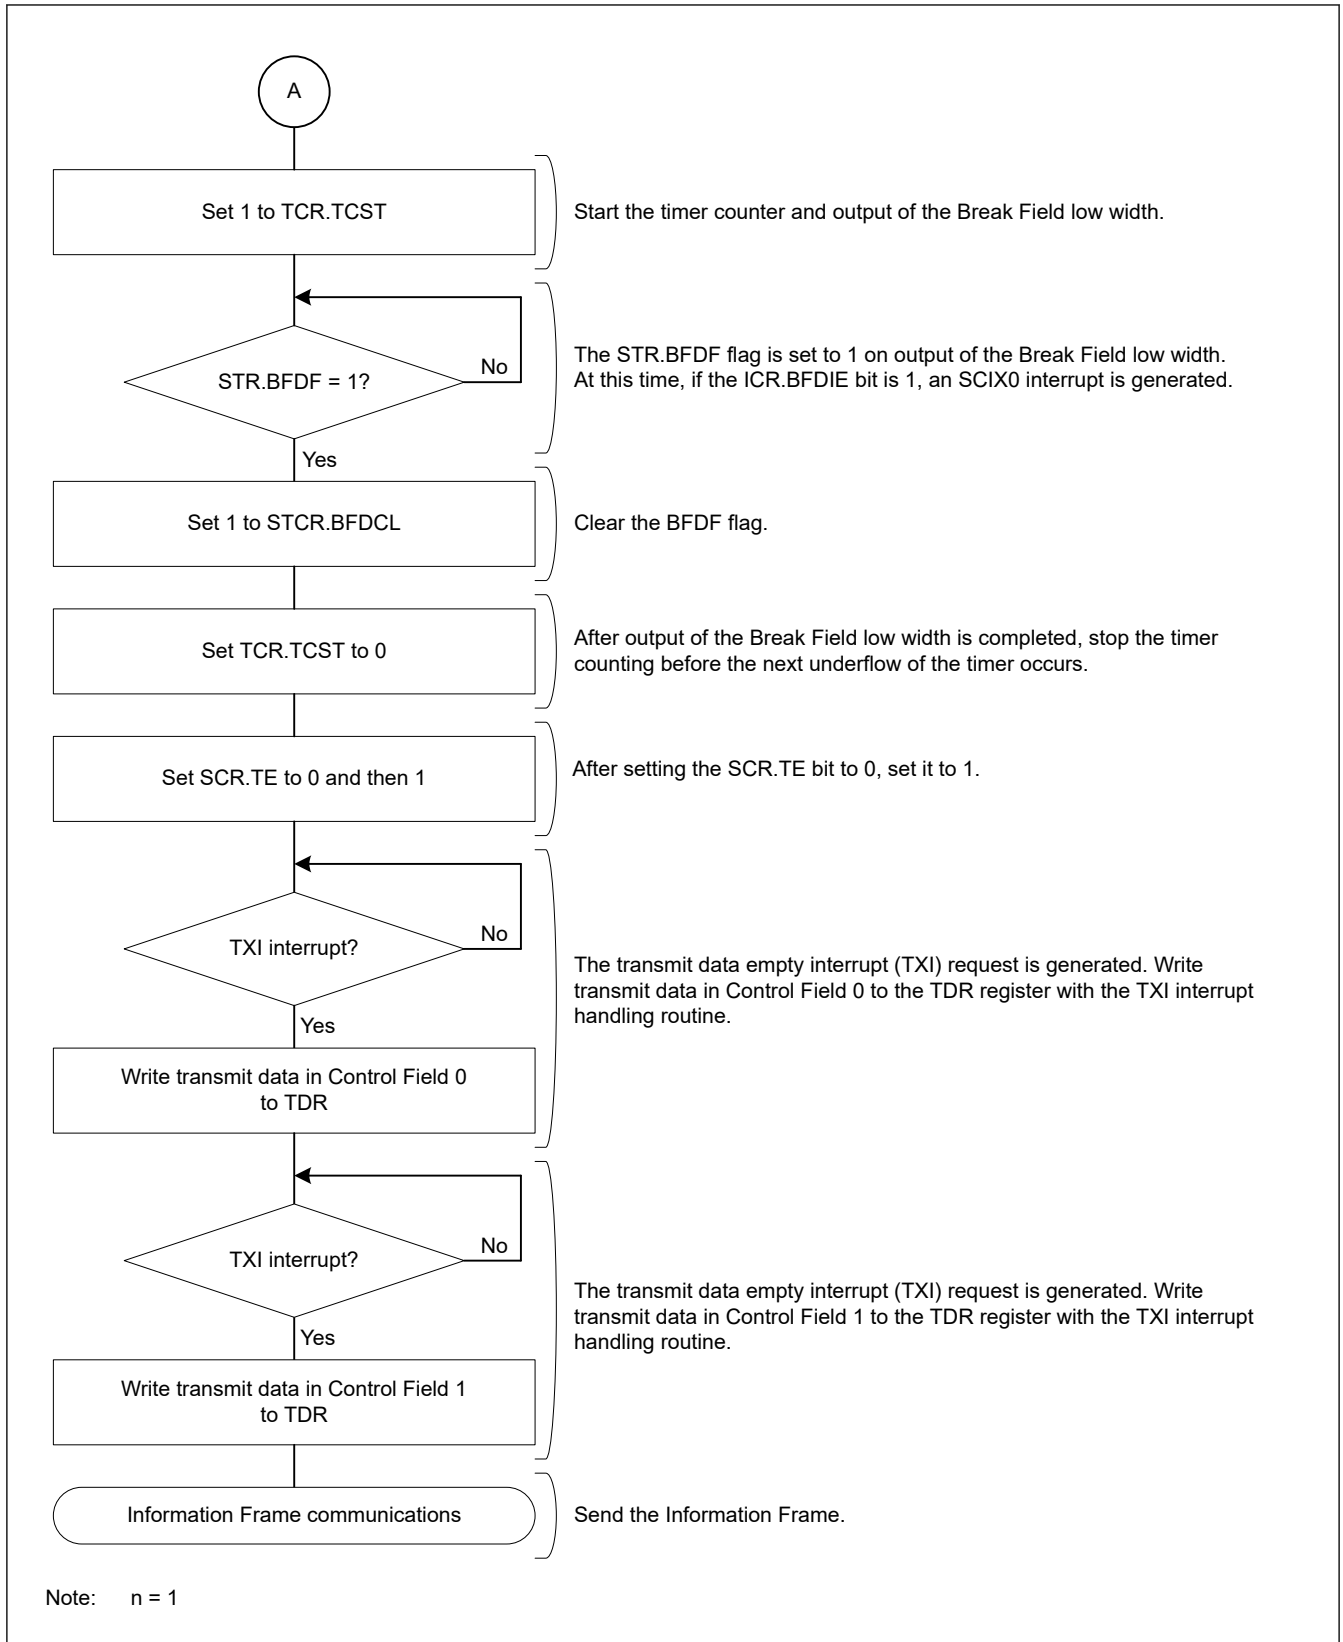 A
Set 1 to TCR.TCST
Start the timer counter and output of the Break Field low width.
STR.BFDF = 1?
No
The STR.BFDF flag is set to 1 on output of the Break Field low width.
At this time, if the ICR.BFDIE bit is 1, an SCIX0 interrupt is generated.
Yes
Set 1 to STCR.BFDCL
Clear the BFDF flag.
Set TCR.TCST to 0
After output of the Break Field low width is completed, stop the timer
counting before the next underflow of the timer occurs.
Set SCR.TE to 0 and then 1
After setting the SCR.TE bit to 0, set it to 1.
TXI interrupt?
No
The transmit data empty interrupt (TXI) request is generated. Write
transmit data in Control Field 0 to the TDR register with the TXI interrupt
handling routine.
Yes
Write transmit data in Control Field 0
to TDR
TXI interrupt?
No
The transmit data empty interrupt (TXI) request is generated. Write
transmit data in Control Field 1 to the TDR register with the TXI interrupt
handling routine.
Yes
Write transmit data in Control Field 1
to TDR
Information Frame communications
Send the Information Frame.
Note: n = 1